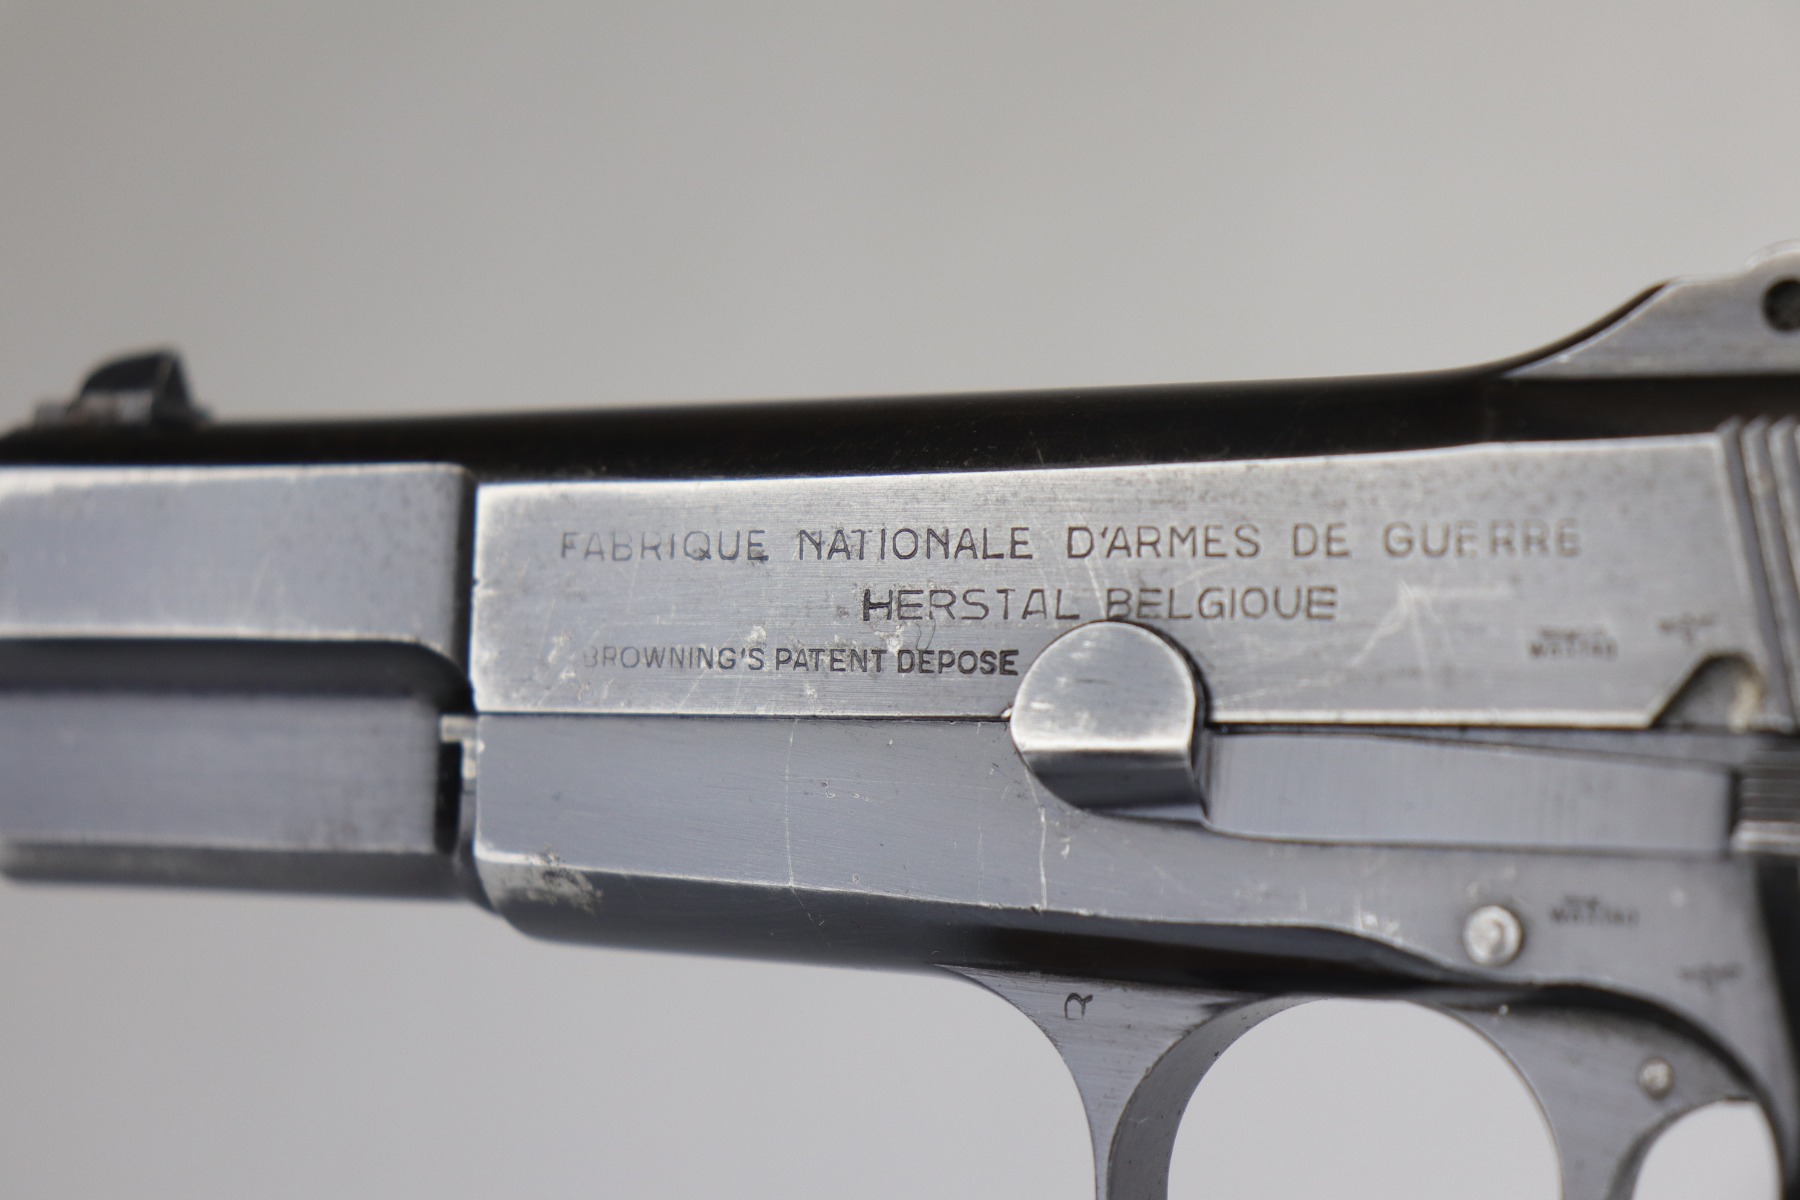 FABRIQUE NATIONALE D'ARMES DE GUERRE
HERSTAL BELGIQUE
BROWNING'S PATENT DEPOSE
R